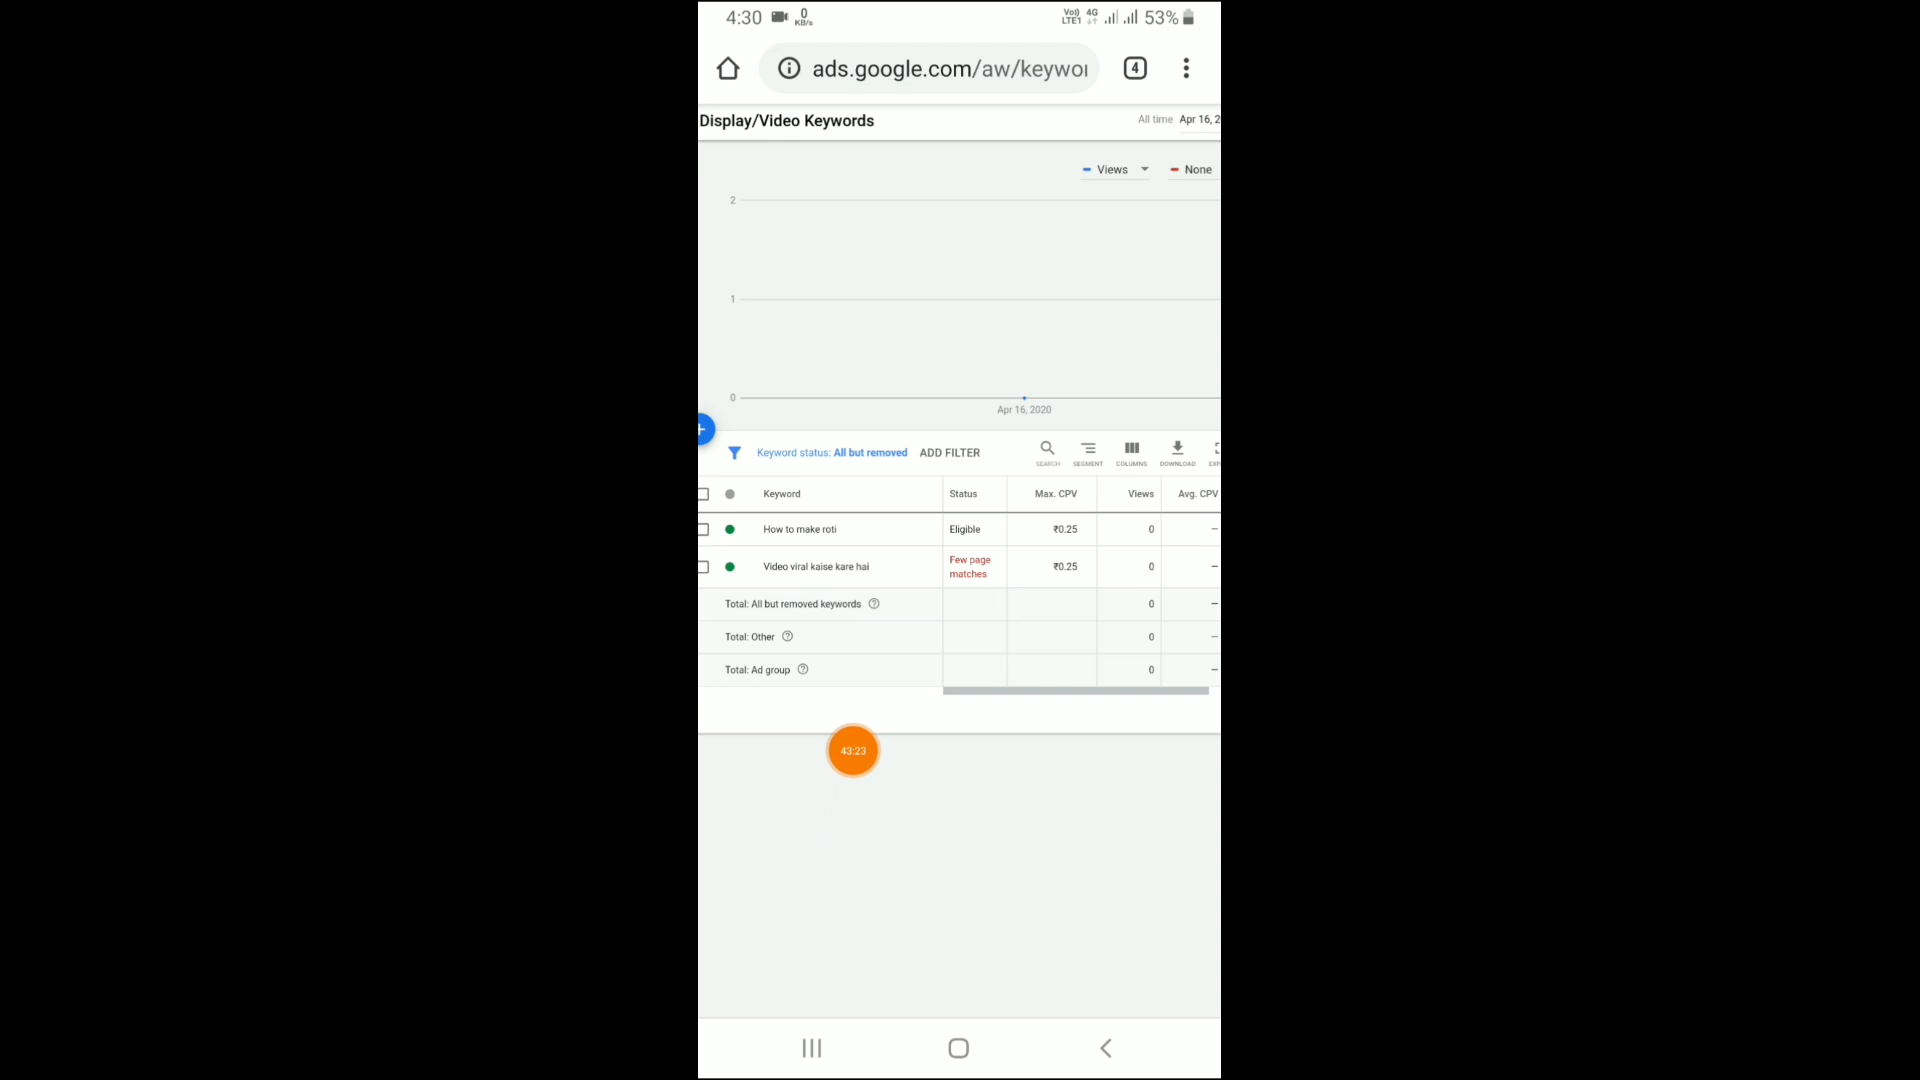 4:30 0 KB/s Vo)) LTE1 4G 53%
ads.google.com/aw/keywor 4
Display/Video Keywords All time Apr 16, 2
Views None
2
1
0
Apr 16, 2020
+
Keyword status: All but removed ADD FILTER SEARCH SEGMENT COLUMNS DOWNLOAD
Keyword Status Max. CPV Views Avg. CPV
How to make roti Eligible ₹0.25 0 –
Video viral kaise kare hai Few page matches ₹0.25 0 –
Total: All but removed keywords ? 0 –
Total: Other ? 0 –
Total: Ad group ? 0 –
43:23